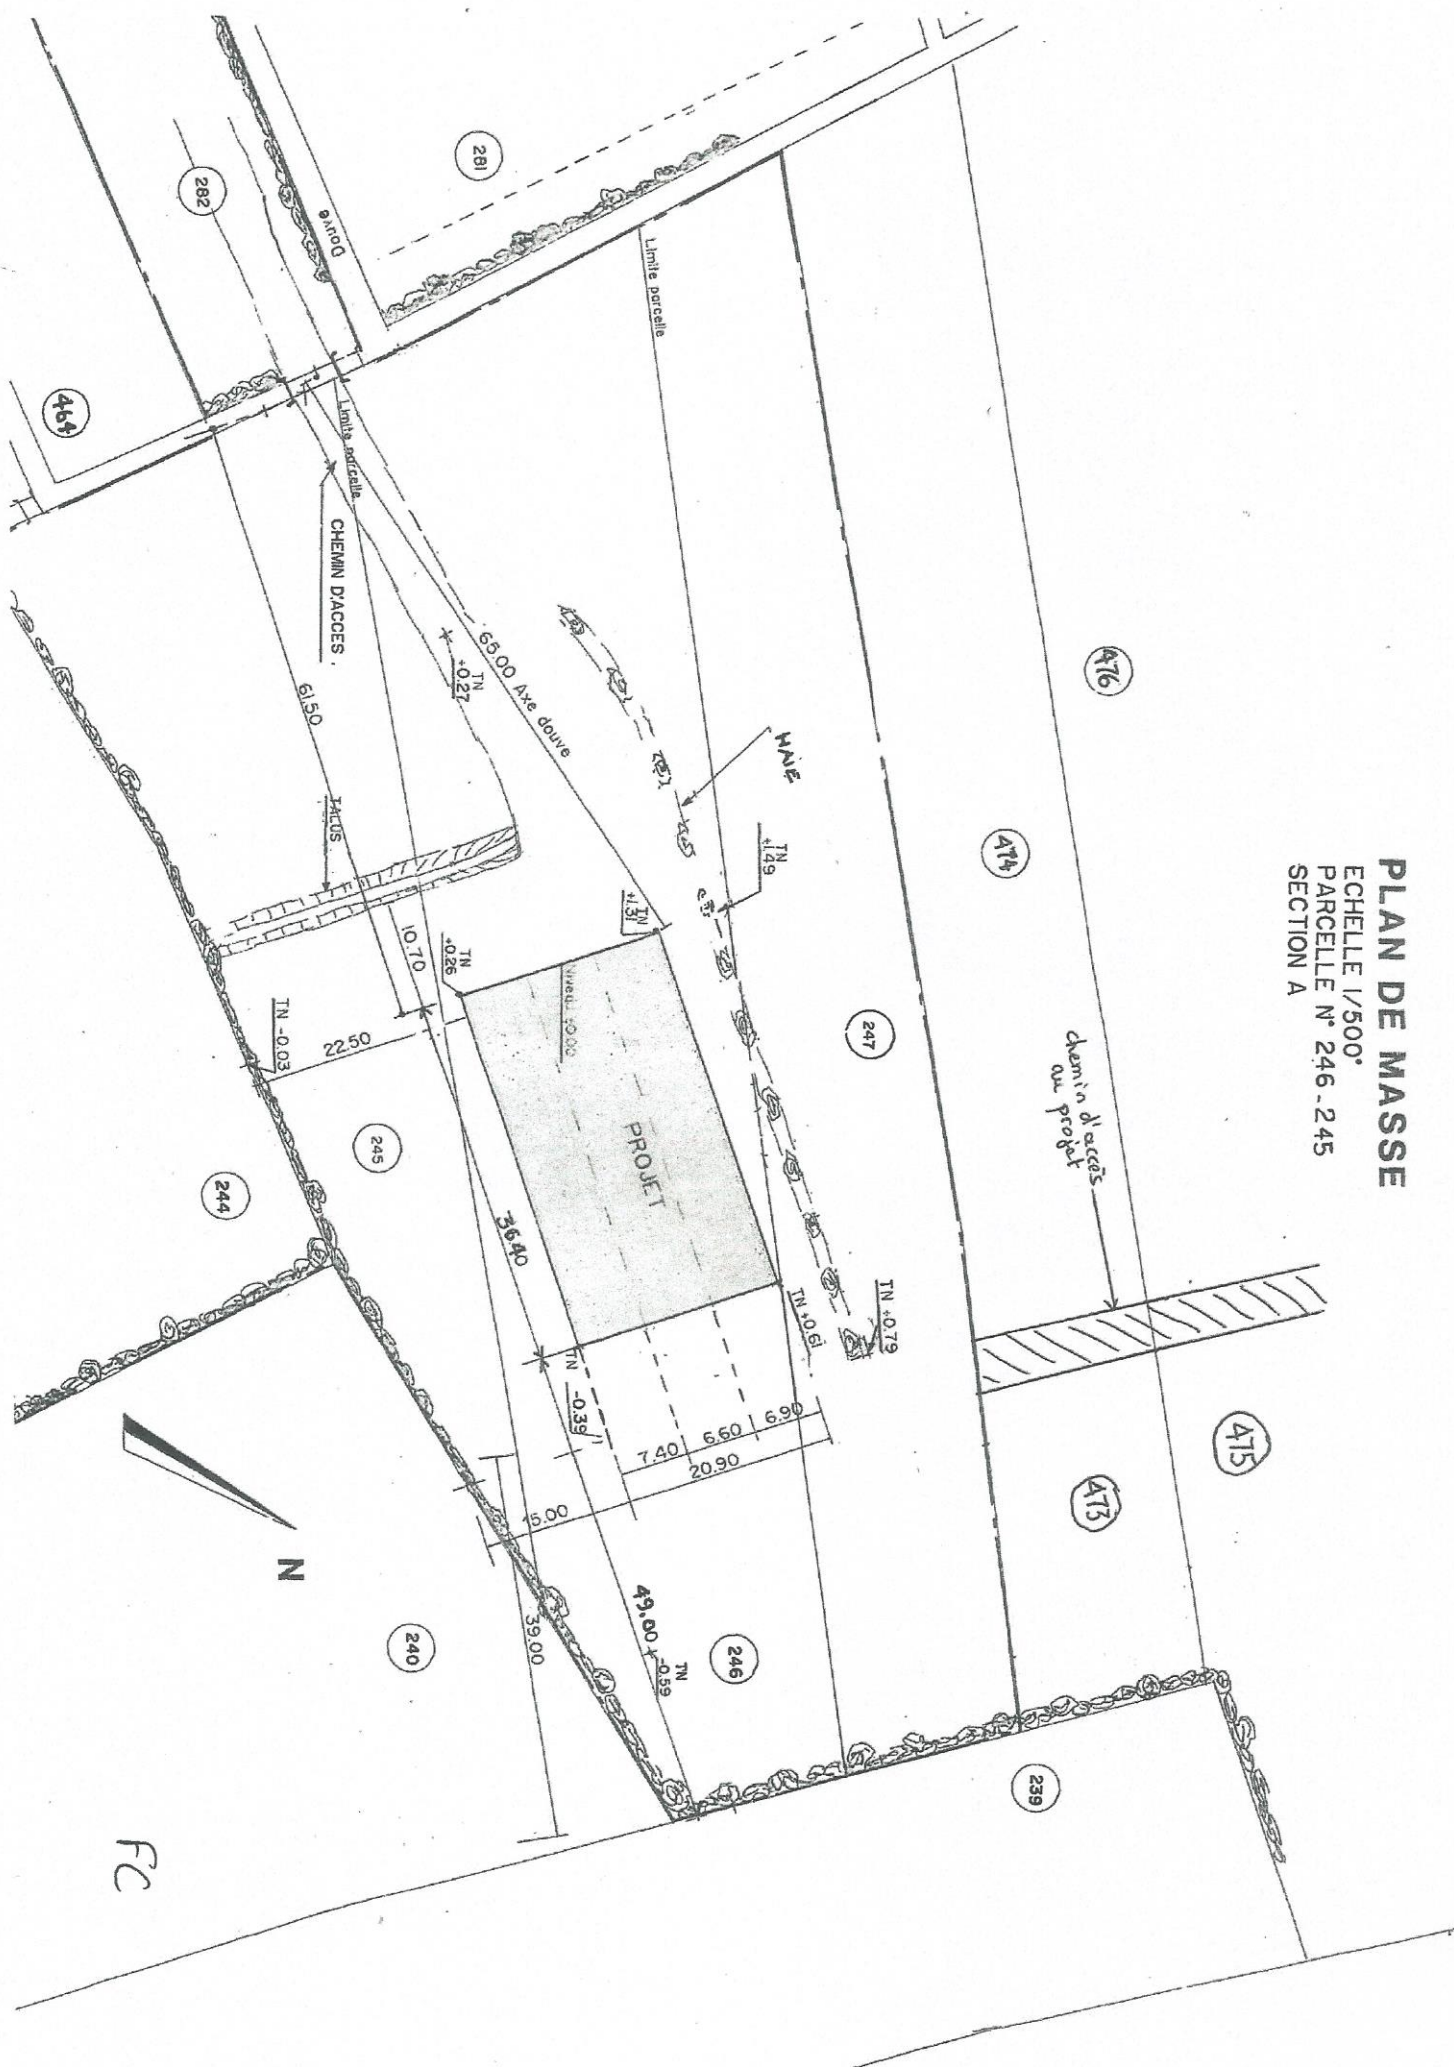 PLAN DE MASSE
ECHELLE 1/500°
PARCELLE N° 246-245
SECTION A
476
474
chemin d'accès
au projet
475
473
247
281
282
Douve
Limite parcelle
Limite parcelle
464
CHEMIN D'ACCES.
65.00 Axe douve
TN
+0.27
61.50
HAIE
TN
+1.49
TN
+1.31
TALUS
10.70
TN
+0.26
Niveau ±0.00
PROJET
TN -0.03
22.50
245
244
36.40
TN +0.61
TN +0.79
TN
-0.39
7.40
6.60
6.90
20.90
15.00
39.00
49.00
TN
-0.59
246
240
239
N
FC